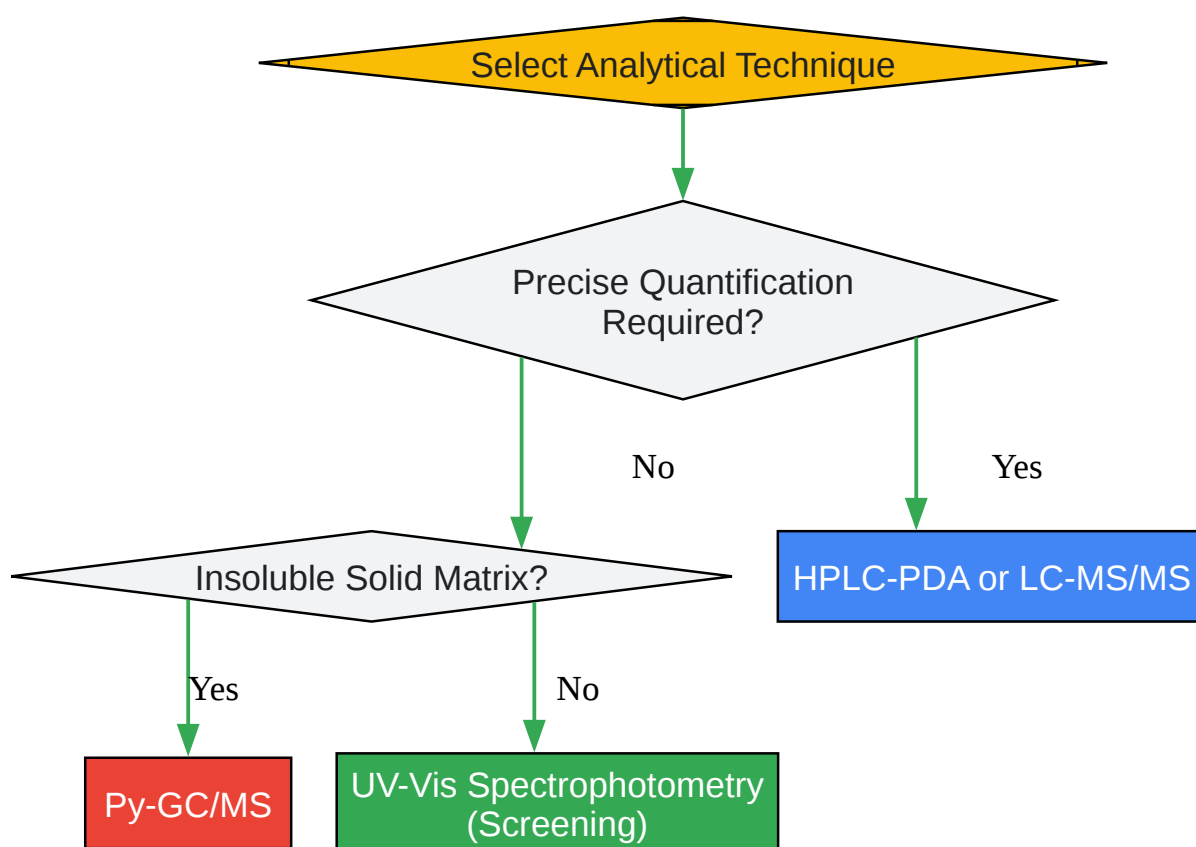 Select Analytical Technique
Precise Quantification
Required?
No
Yes
Insoluble Solid Matrix?
HPLC-PDA or LC-MS/MS
Yes
No
Py-GC/MS
UV-Vis Spectrophotometry
(Screening)